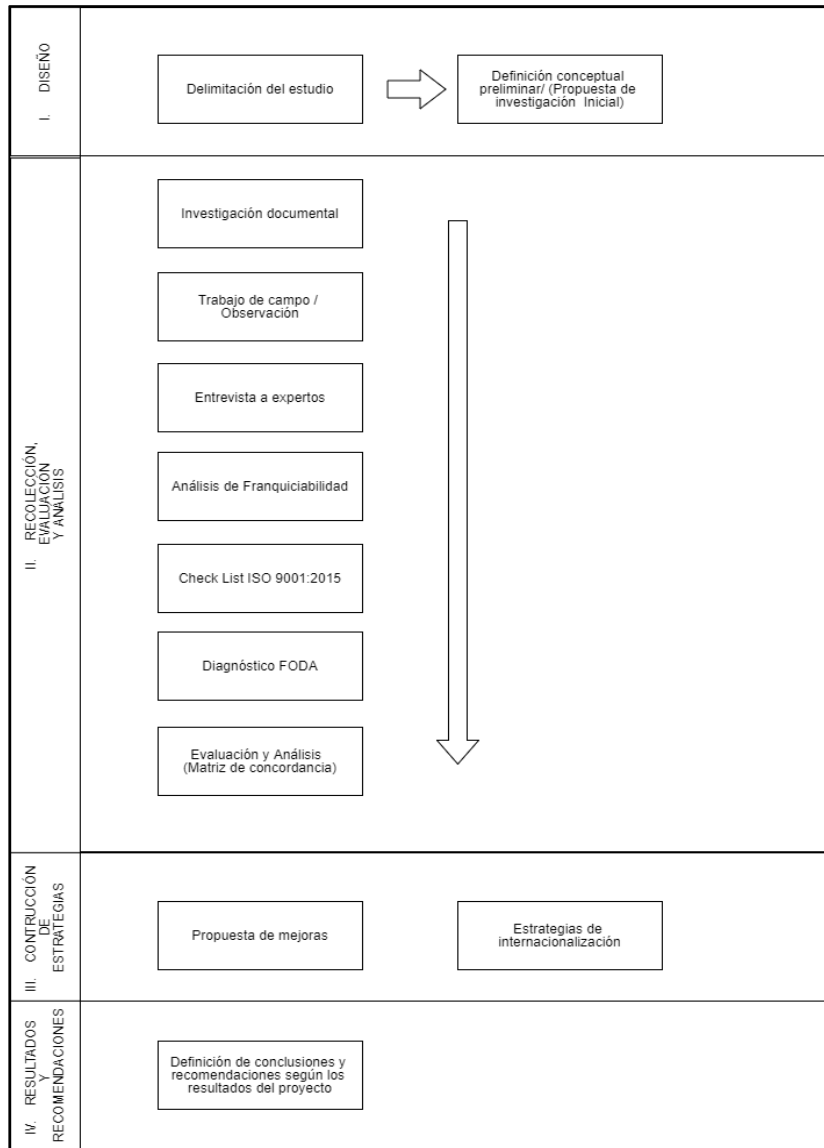 I. DISEÑO
Delimitación del estudio
Definición conceptual
preliminar/ (Propuesta de
investigación Inicial)
II. RECOLECCIÓN,
EVALUACIÓN
Y ANÁLISIS
Investigación documental
Trabajo de campo /
Observación
Entrevista a expertos
Análisis de Franquiciabilidad
Check List ISO 9001:2015
Diagnóstico FODA
Evaluación y Análisis
(Matriz de concordancia)
III. CONTRUCCIÓN
DE
ESTRATEGIAS
Propuesta de mejoras
Estrategias de
internacionalización
IV. RESULTADOS
Y
RECOMENDACIONES
Definición de conclusiones y
recomendaciones según los
resultados del proyecto